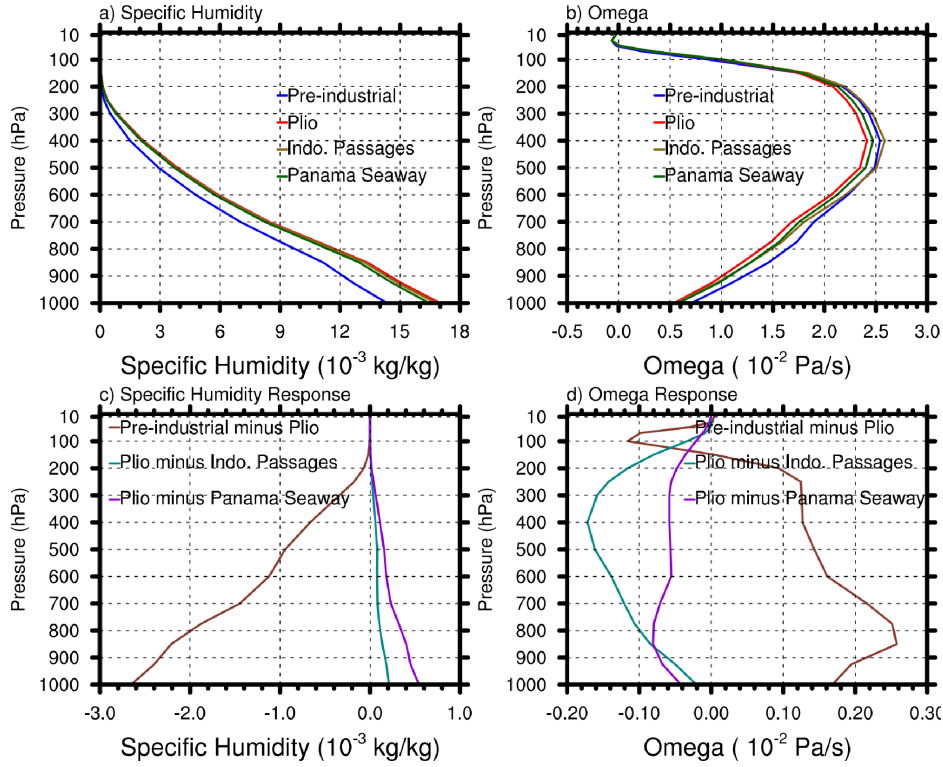 a) Specific Humidity
b) Omega
10
100
200
300
400
500
600
700
800
900
1000
Pressure (hPa)
Pre-industrial
Plio
Indo. Passages
Panama Seaway
0
3
6
9
12
15
18
Specific Humidity (10⁻³ kg/kg)
10
100
200
300
400
500
600
700
800
900
1000
Pressure (hPa)
Pre-industrial
Plio
Indo. Passages
Panama Seaway
-0.5
0.0
0.5
1.0
1.5
2.0
2.5
3.0
Omega ( 10⁻² Pa/s)
c) Specific Humidity Response
10
100
200
300
400
500
600
700
800
900
1000
Pressure (hPa)
Pre-industrial minus Plio
Plio minus Indo. Passages
Plio minus Panama Seaway
-3.0
-2.0
-1.0
0.0
1.0
Specific Humidity (10⁻³ kg/kg)
d) Omega Response
10
100
200
300
400
500
600
700
800
900
1000
Pressure (hPa)
Pre-industrial minus Plio
Plio minus Indo. Passages
Plio minus Panama Seaway
-0.20
-0.10
0.00
0.10
0.20
0.30
Omega ( 10⁻² Pa/s)